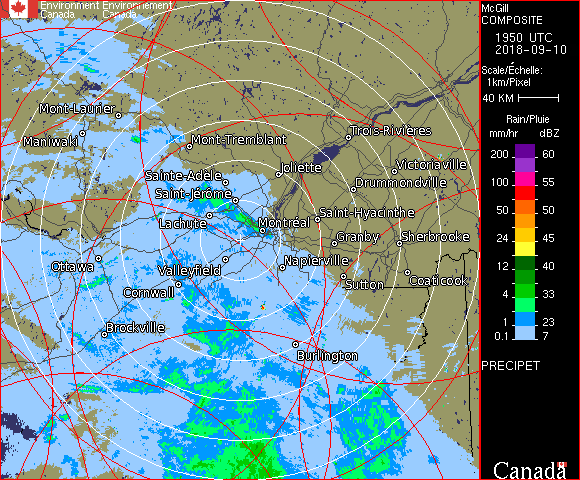 Environment Environnement
Canada Canada
McGill
COMPOSITE
1950 UTC
2018-09-10
Scale/Échelle:
1km/Pixel
40 KM
Rain/Pluie
mm/hr dBZ
200 60
100 55
50 50
24 45
12 40
4 33
1 23
0.1 7
PRECIPET
Canada
Mont-Laurier
Maniwaki
Mont-Tremblant
Trois-Rivières
Joliette
Victoriaville
Sainte-Adèle
Drummondville
Saint-Jérôme
Saint-Hyacinthe
Lachute
Montréal
Granby
Sherbrooke
Ottawa
Valleyfield
Napierville
Sutton
Coaticook
Cornwall
Brockville
Burlington